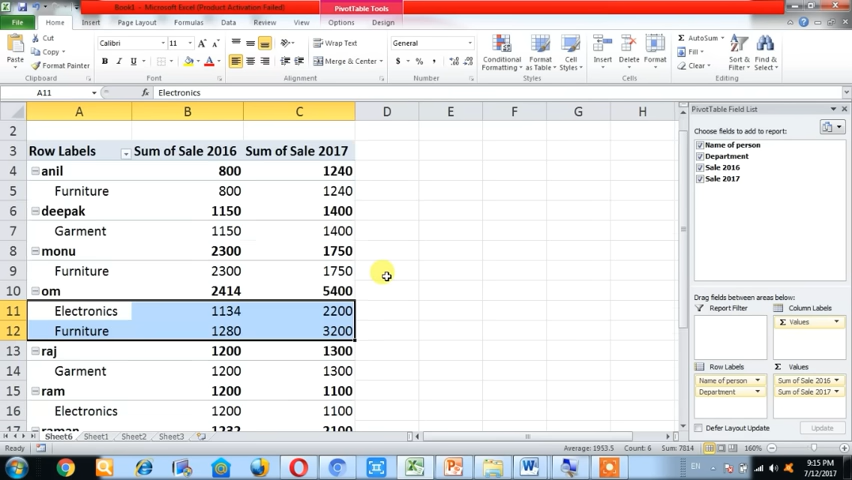 Book1 - Microsoft Excel (Product Activation Failed)
PivotTable Tools
File Home Insert Page Layout Formulas Data Review View Options Design
Paste
Cut
Copy
Format Painter
Clipboard
Calibri 11
B I U
Font
Wrap Text
Merge & Center
Alignment
General
$ % ,
Number
Conditional Formatting
Format as Table
Cell Styles
Styles
Insert Delete Format
Cells
AutoSum
Fill
Clear
Sort & Filter
Find & Select
Editing
A11 fx Electronics
A B C D E F G H
2
3 Row Labels Sum of Sale 2016 Sum of Sale 2017
4 anil 800 1240
5 Furniture 800 1240
6 deepak 1150 1400
7 Garment 1150 1400
8 monu 2300 1750
9 Furniture 2300 1750
10 om 2414 5400
11 Electronics 1134 2200
12 Furniture 1280 3200
13 raj 1200 1300
14 Garment 1200 1300
15 ram 1200 1100
16 Electronics 1200 1100
17 raman 1232 2100
PivotTable Field List
Choose fields to add to report:
Name of person
Department
Sale 2016
Sale 2017
Drag fields between areas below:
Report Filter
Column Labels
Values
Row Labels
Name of person
Department
Values
Sum of Sale 2016
Sum of Sale 2017
Defer Layout Update
Update
Sheet6 Sheet1 Sheet2 Sheet3
Ready
Average: 1953.5 Count: 6 Sum: 7814
160%
EN
9:15 PM
7/12/2017